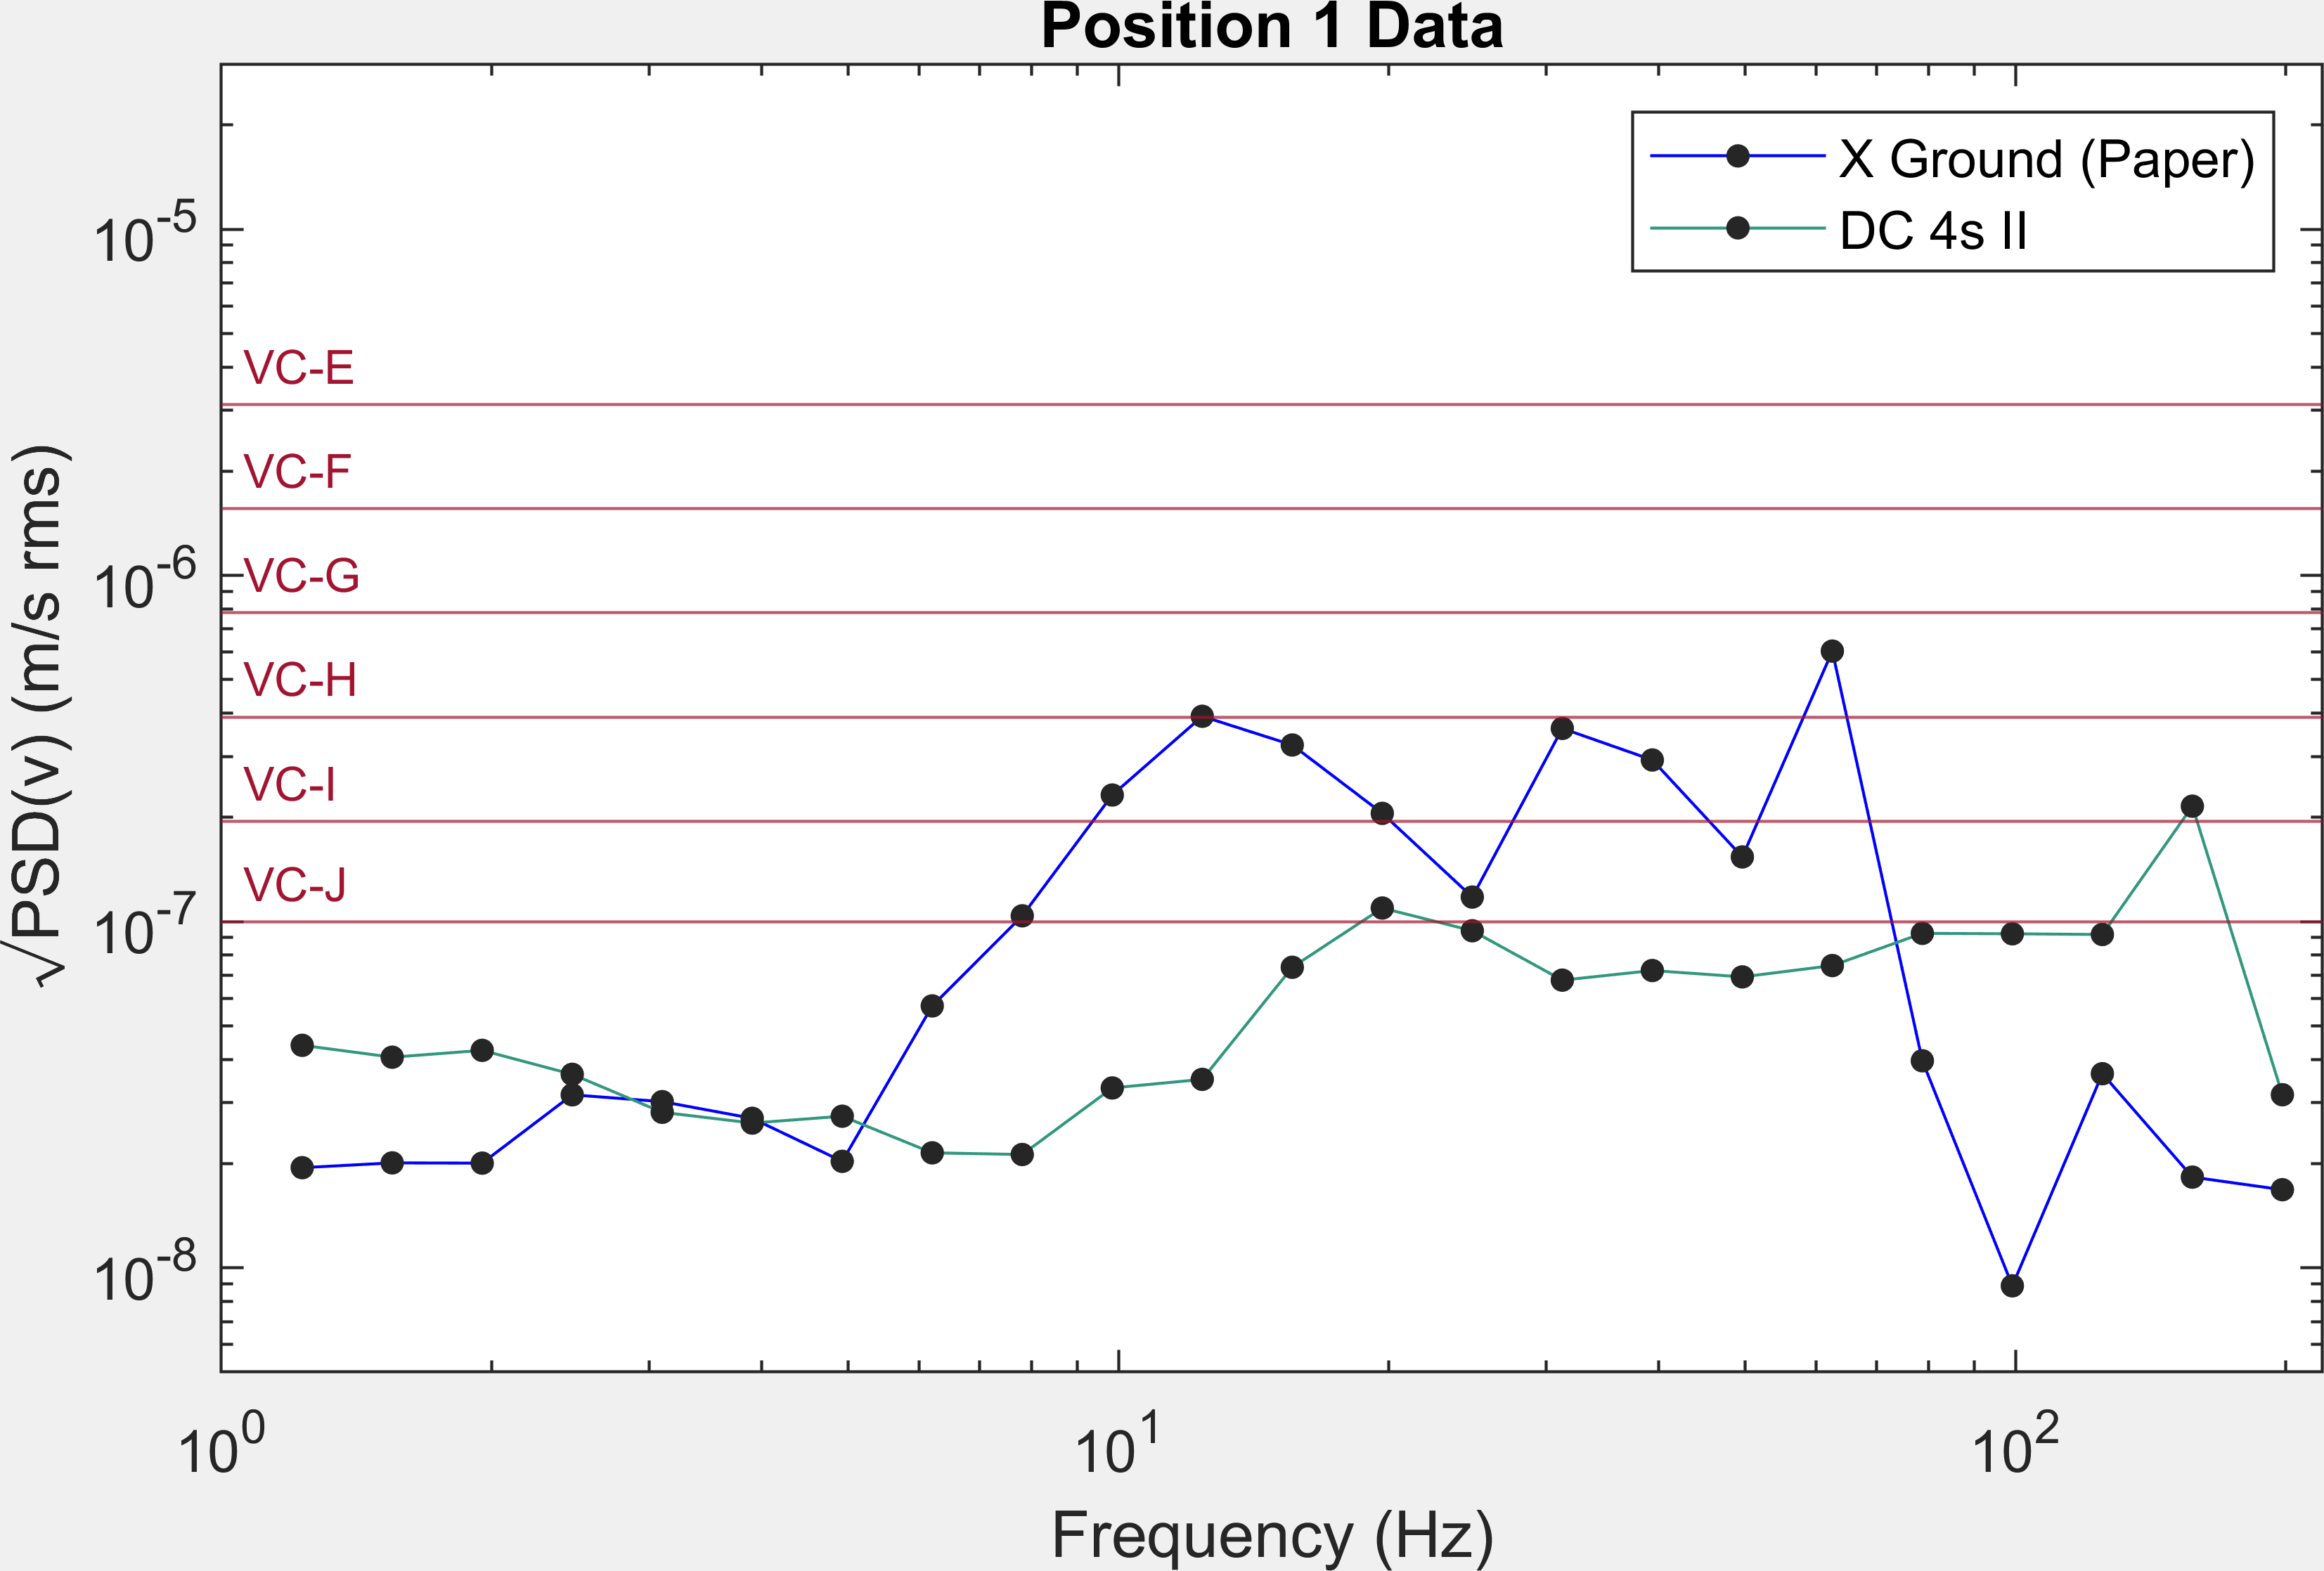 Position 1 Data
X Ground (Paper)
DC 4s II
10^-5
VC-E
VC-F
10^-6
VC-G
VC-H
VC-I
VC-J
10^-7
10^-8
√PSD(v) (m/s rms)
10^0
10^1
10^2
Frequency (Hz)